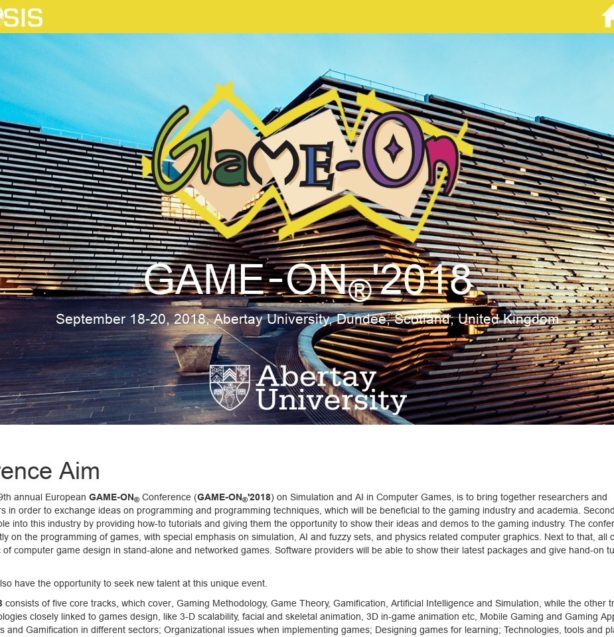 OSIS
GAME-ON
GAME-ON®'2018
September 18-20, 2018, Abertay University, Dundee, Scotland, United Kingdom
Abertay
University
rence Aim
9th annual European GAME-ON® Conference (GAME-ON®'2018) on Simulation and AI in Computer Games, is to bring together researchers and
rs in order to exchange ideas on programming and programming techniques, which will be beneficial to the gaming industry and academia. Second
ple into this industry by providing how-to tutorials and giving them the opportunity to show their ideas and demos to the gaming industry. The confer
tly on the programming of games, with special emphasis on simulation, AI and fuzzy sets, and physics related computer graphics. Next to that, all o
of computer game design in stand-alone and networked games. Software providers will be able to show their latest packages and give hand-on tu
lso have the opportunity to seek new talent at this unique event.
8 consists of five core tracks, which cover, Gaming Methodology, Game Theory, Gamification, Artificial Intelligence and Simulation, while the other tr
ologies closely linked to games design, like 3-D scalability, facial and skeletal animation, 3D in-game animation etc, Mobile Gaming and Gaming App
s and Gamification in different sectors; Organizational issues when implementing games; Designing games for learning; Technologies, tools and pla